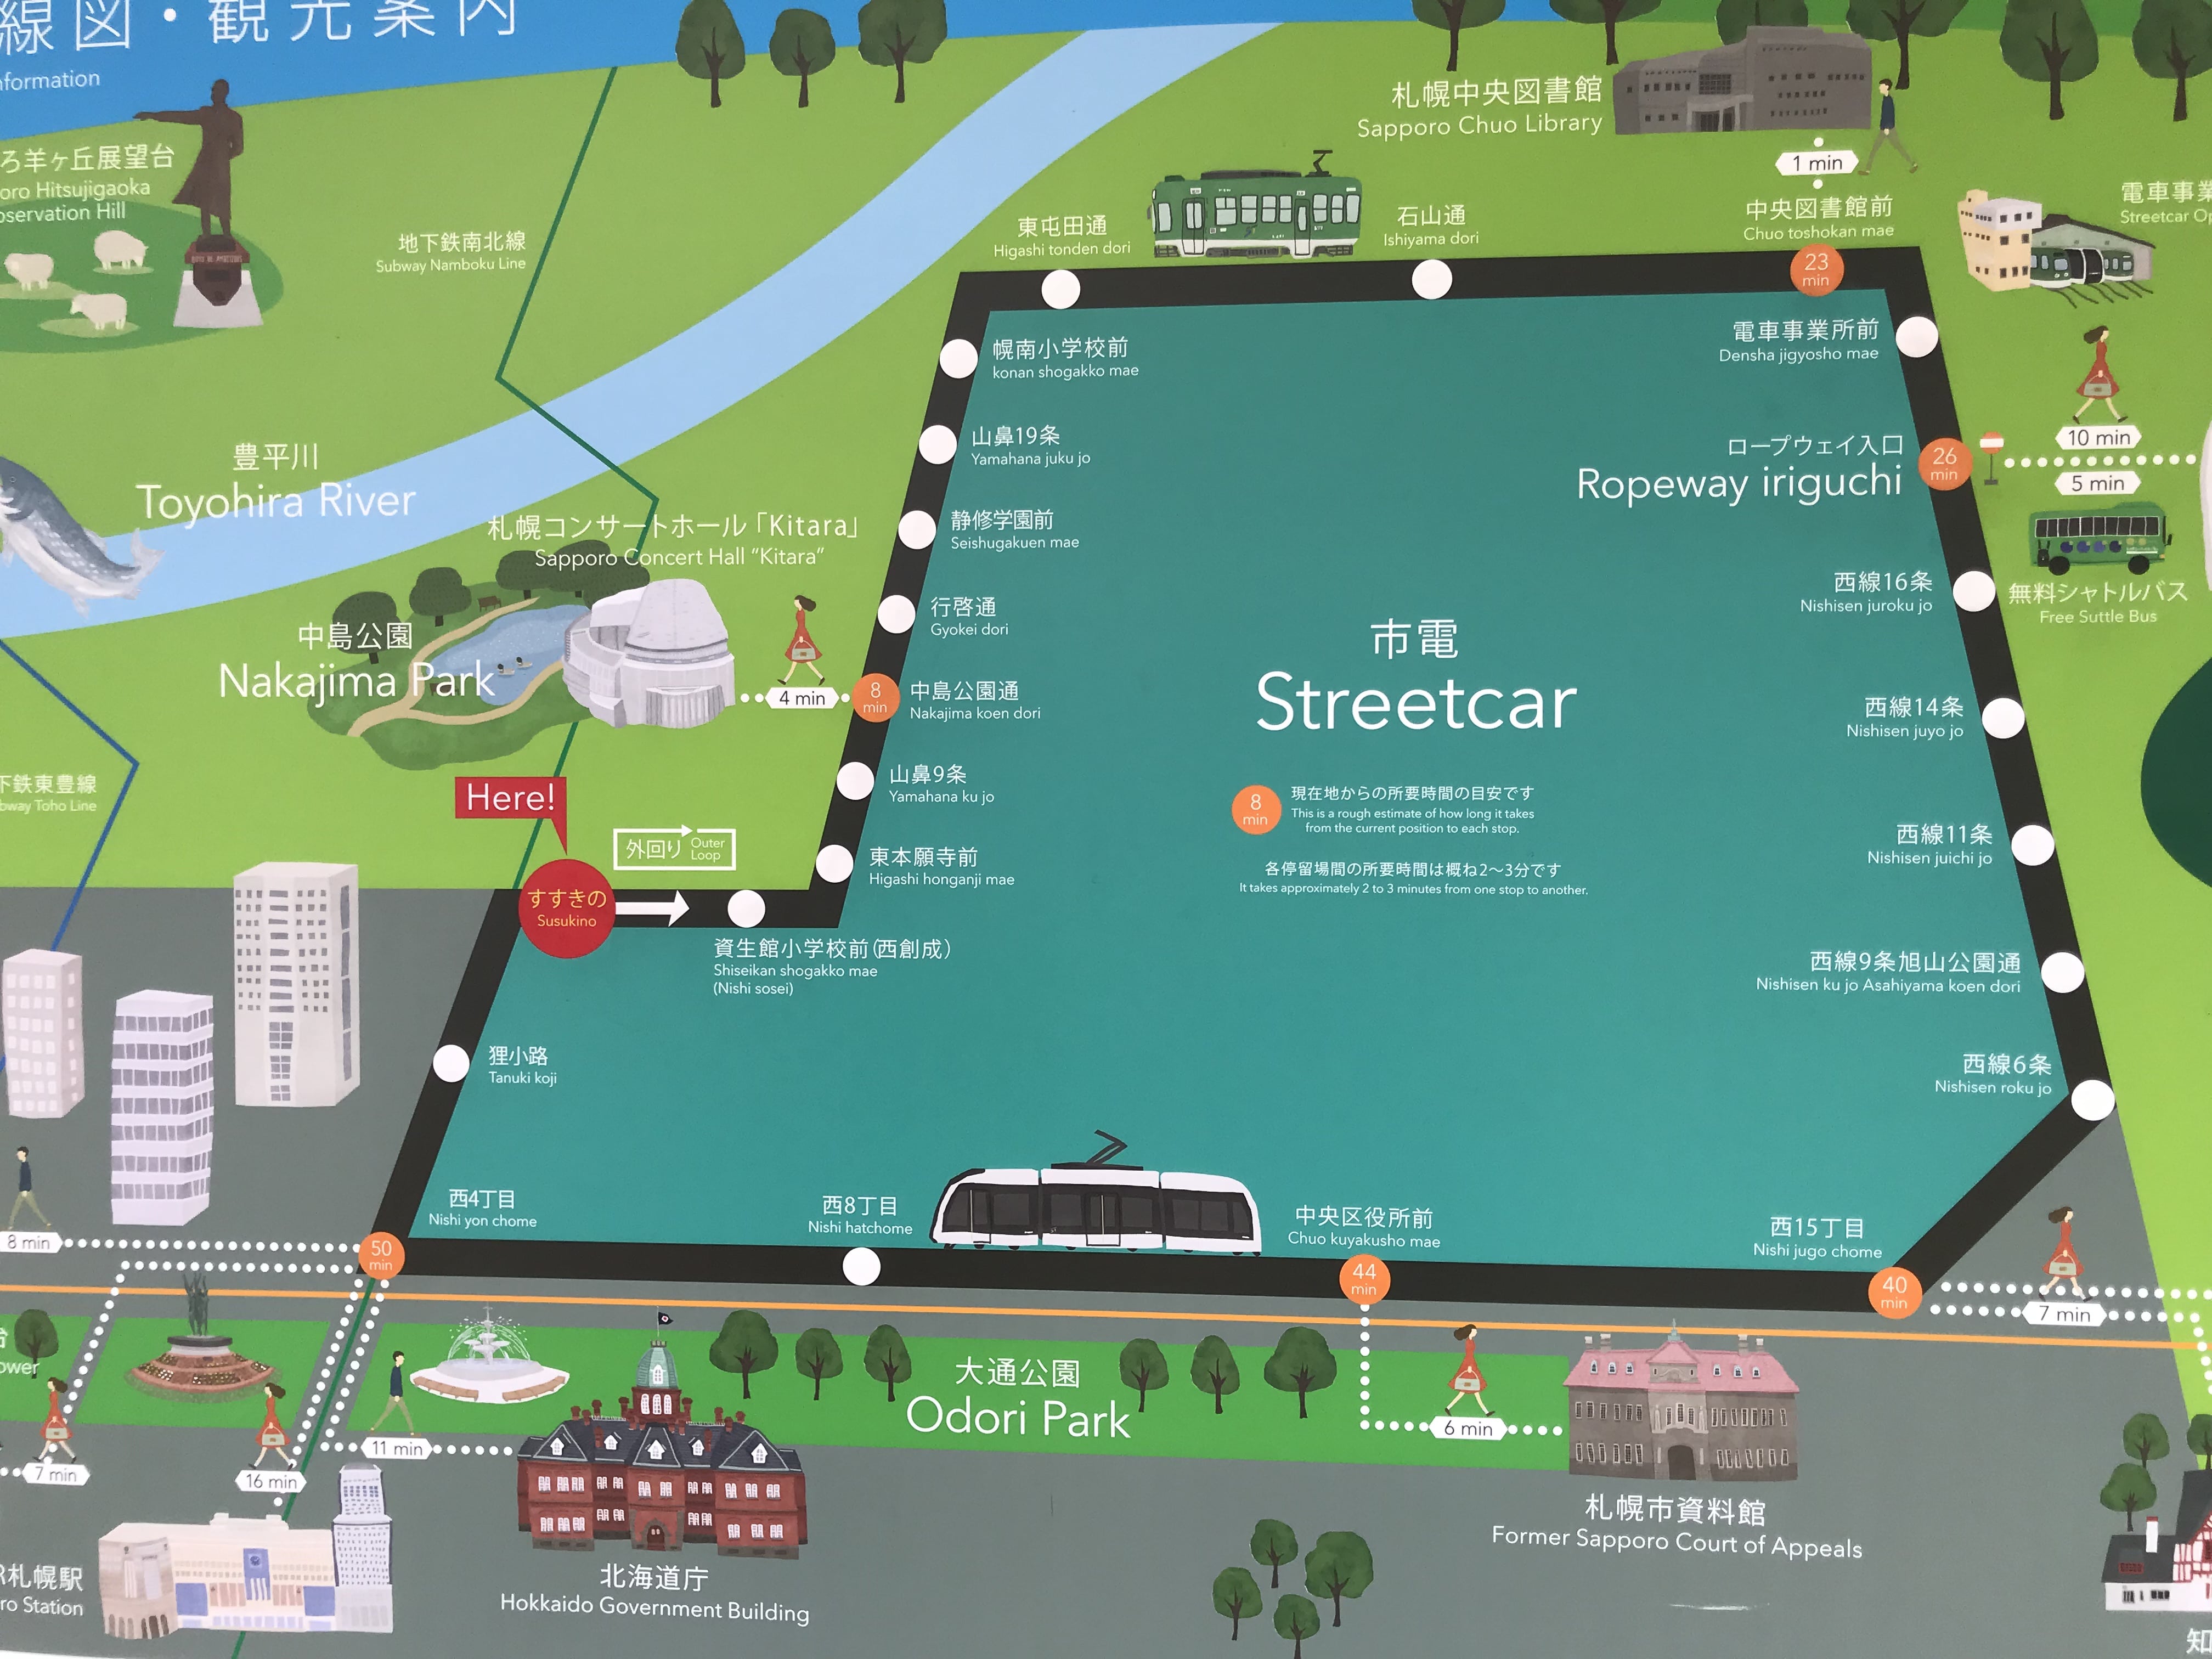 線図・観光案内
nformation
ろ羊ヶ丘展望台
oro Hitsujigaoka
oservation Hill
地下鉄南北線
Subway Namboku Line
豊平川
Toyohira River
札幌コンサートホール「Kitara」
Sapporo Concert Hall "Kitara"
中島公園
Nakajima Park
4 min
8
min
中島公園通
Nakajima koen dori
下鉄東豊線
bway Toho Line
Here!
外回り Outer
Loop
すすきの
Susukino
資生館小学校前(西創成)
Shiseikan shogakko mae
(Nishi sosei)
東本願寺前
Higashi honganji mae
山鼻9条
Yamahana ku jo
行啓通
Gyokei dori
静修学園前
Seishugakuen mae
山鼻19条
Yamahana juku jo
幌南小学校前
konan shogakko mae
東屯田通
Higashi tonden dori
石山通
Ishiyama dori
札幌中央図書館
Sapporo Chuo Library
1 min
中央図書館前
Chuo toshokan mae
23
min
電車事業
Streetcar Op
電車事業所前
Densha jigyosho mae
ロープウェイ入口
Ropeway iriguchi
26
min
10 min
5 min
無料シャトルバス
Free Suttle Bus
西線16条
Nishisen juroku jo
西線14条
Nishisen juyo jo
西線11条
Nishisen juichi jo
西線9条旭山公園通
Nishisen ku jo Asahiyama koen dori
西線6条
Nishisen roku jo
市電
Streetcar
8
min
現在地からの所要時間の目安です
This is a rough estimate of how long it takes
from the current position to each stop.
各停留場間の所要時間は概ね2〜3分です
It takes approximately 2 to 3 minutes from one stop to another.
狸小路
Tanuki koji
西4丁目
Nishi yon chome
50
min
西8丁目
Nishi hatchome
中央区役所前
Chuo kuyakusho mae
44
min
西15丁目
Nishi jugo chome
40
min
7 min
8 min
ower
7 min
16 min
11 min
大通公園
Odori Park
6 min
札幌市資料館
Former Sapporo Court of Appeals
北海道庁
Hokkaido Government Building
R札幌駅
ro Station
知